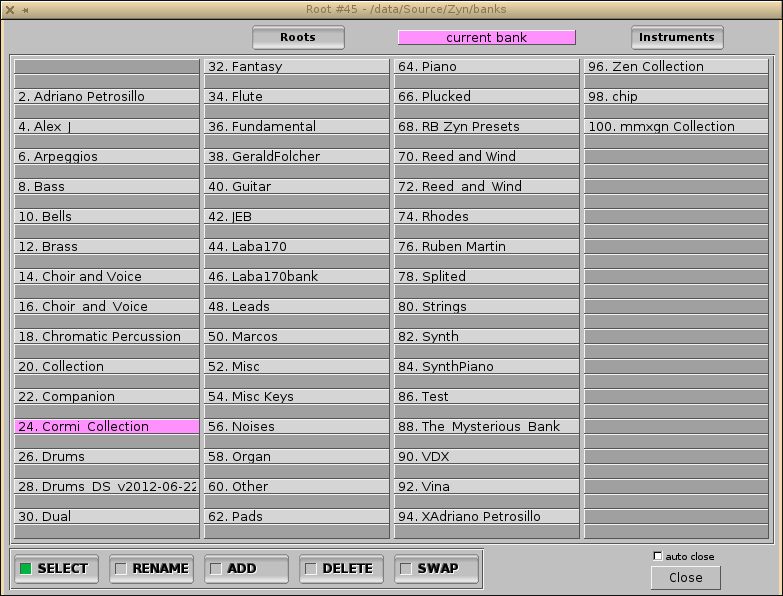 Root #45 - /data/Source/Zyn/banks
Roots
current bank
Instruments
2. Adriano Petrosillo
4. Alex J
6. Arpeggios
8. Bass
10. Bells
12. Brass
14. Choir and Voice
16. Choir and Voice
18. Chromatic Percussion
20. Collection
22. Companion
24. Cormi Collection
26. Drums
28. Drums DS v2012-06-22
30. Dual
32. Fantasy
34. Flute
36. Fundamental
38. GeraldFolcher
40. Guitar
42. JEB
44. Laba170
46. Laba170bank
48. Leads
50. Marcos
52. Misc
54. Misc Keys
56. Noises
58. Organ
60. Other
62. Pads
64. Piano
66. Plucked
68. RB Zyn Presets
70. Reed and Wind
72. Reed and Wind
74. Rhodes
76. Ruben Martin
78. Splited
80. Strings
82. Synth
84. SynthPiano
86. Test
88. The Mysterious Bank
90. VDX
92. Vina
94. XAdriano Petrosillo
96. Zen Collection
98. chip
100. mmxgn Collection
SELECT
RENAME
ADD
DELETE
SWAP
auto close
Close